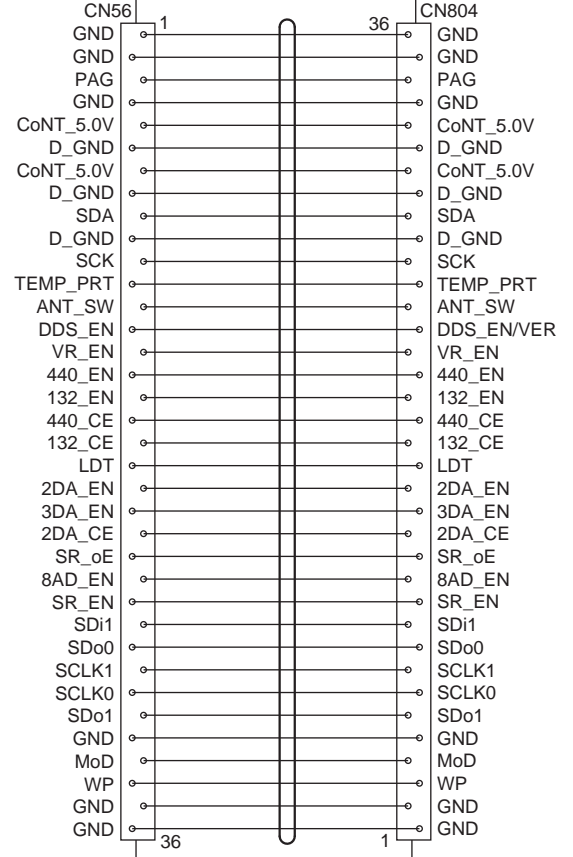 CN56 CN804
1 36
GND GND
GND GND
PAG PAG
GND GND
CoNT_5.0V CoNT_5.0V
D_GND D_GND
CoNT_5.0V CoNT_5.0V
D_GND D_GND
SDA SDA
D_GND D_GND
SCK SCK
TEMP_PRT TEMP_PRT
ANT_SW ANT_SW
DDS_EN DDS_EN/VER
VR_EN VR_EN
440_EN 440_EN
132_EN 132_EN
440_CE 440_CE
132_CE 132_CE
LDT LDT
2DA_EN 2DA_EN
3DA_EN 3DA_EN
2DA_CE 2DA_CE
SR_oE SR_oE
8AD_EN 8AD_EN
SR_EN SR_EN
SDi1 SDi1
SDo0 SDo0
SCLK1 SCLK1
SCLK0 SCLK0
SDo1 SDo1
GND GND
MoD MoD
WP WP
GND GND
GND GND
36 1